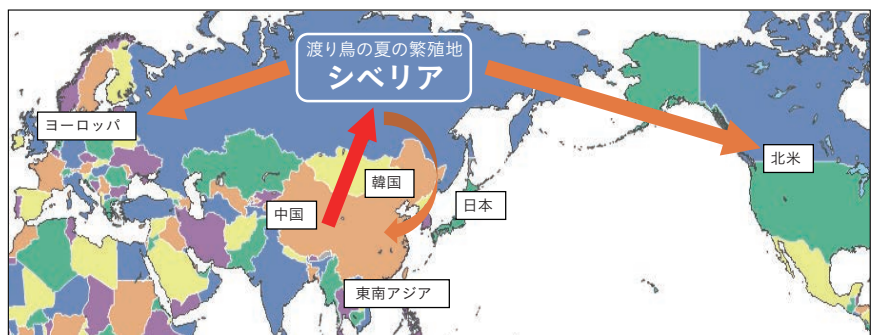 渡り鳥の夏の繁殖地
シベリア
ヨーロッパ
北米
韓国
中国
日本
東南アジア